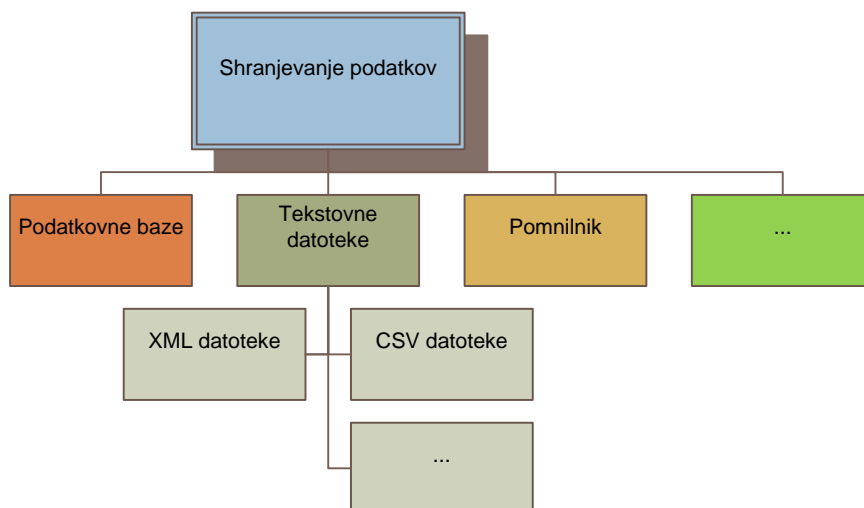 Shranjevanje podatkov
Podatkovne baze
Tekstovne
datoteke
Pomnilnik
...
XML datoteke
CSV datoteke
...